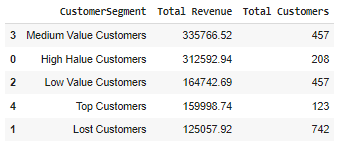 CustomerSegment Total Revenue Total Customers
3 Medium Value Customers 335766.52 457
0 High Halue Customers 312592.94 208
2 Low Value Customers 164742.69 457
4 Top Customers 159998.74 123
1 Lost Customers 125057.92 742